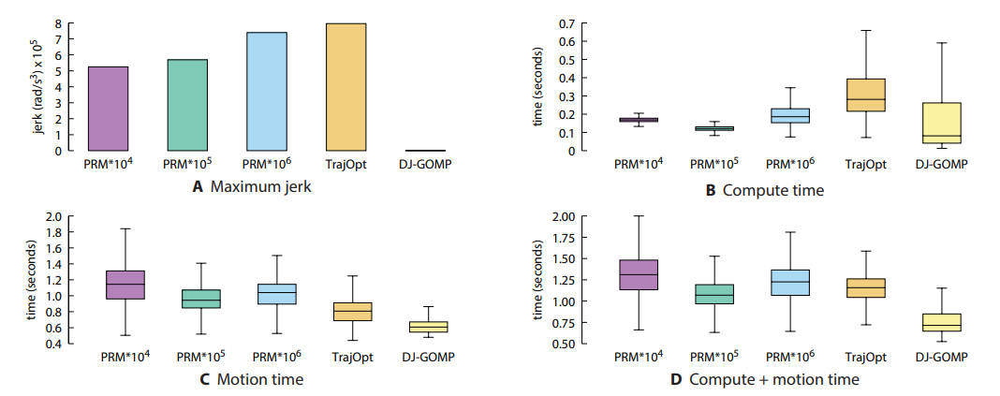 jerk (rad/s³) x 10⁵
8
7
6
5
4
3
2
1
0
PRM*10⁴ PRM*10⁵ PRM*10⁶ TrajOpt DJ-GOMP
A Maximum jerk
time (seconds)
0.7
0.6
0.5
0.4
0.3
0.2
0.1
0
PRM*10⁴ PRM*10⁵ PRM*10⁶ TrajOpt DJ-GOMP
B Compute time
time (seconds)
2.0
1.8
1.6
1.4
1.2
1.0
0.8
0.6
0.4
PRM*10⁴ PRM*10⁵ PRM*10⁶ TrajOpt DJ-GOMP
C Motion time
time (seconds)
2.00
1.75
1.50
1.25
1.00
0.75
0.50
PRM*10⁴ PRM*10⁵ PRM*10⁶ TrajOpt DJ-GOMP
D Compute + motion time